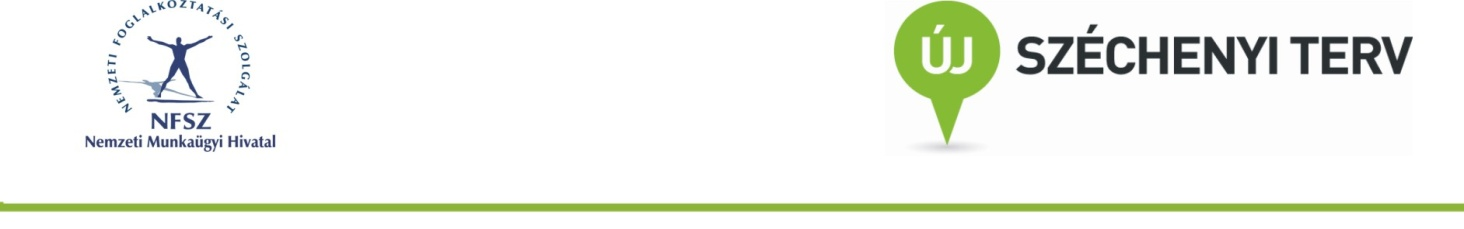 NEMZETI FOGLALKOZTATÁSI SZOLGÁLAT
NFSZ
Nemzeti Munkaügyi Hivatal
ÚJ SZÉCHENYI TERV